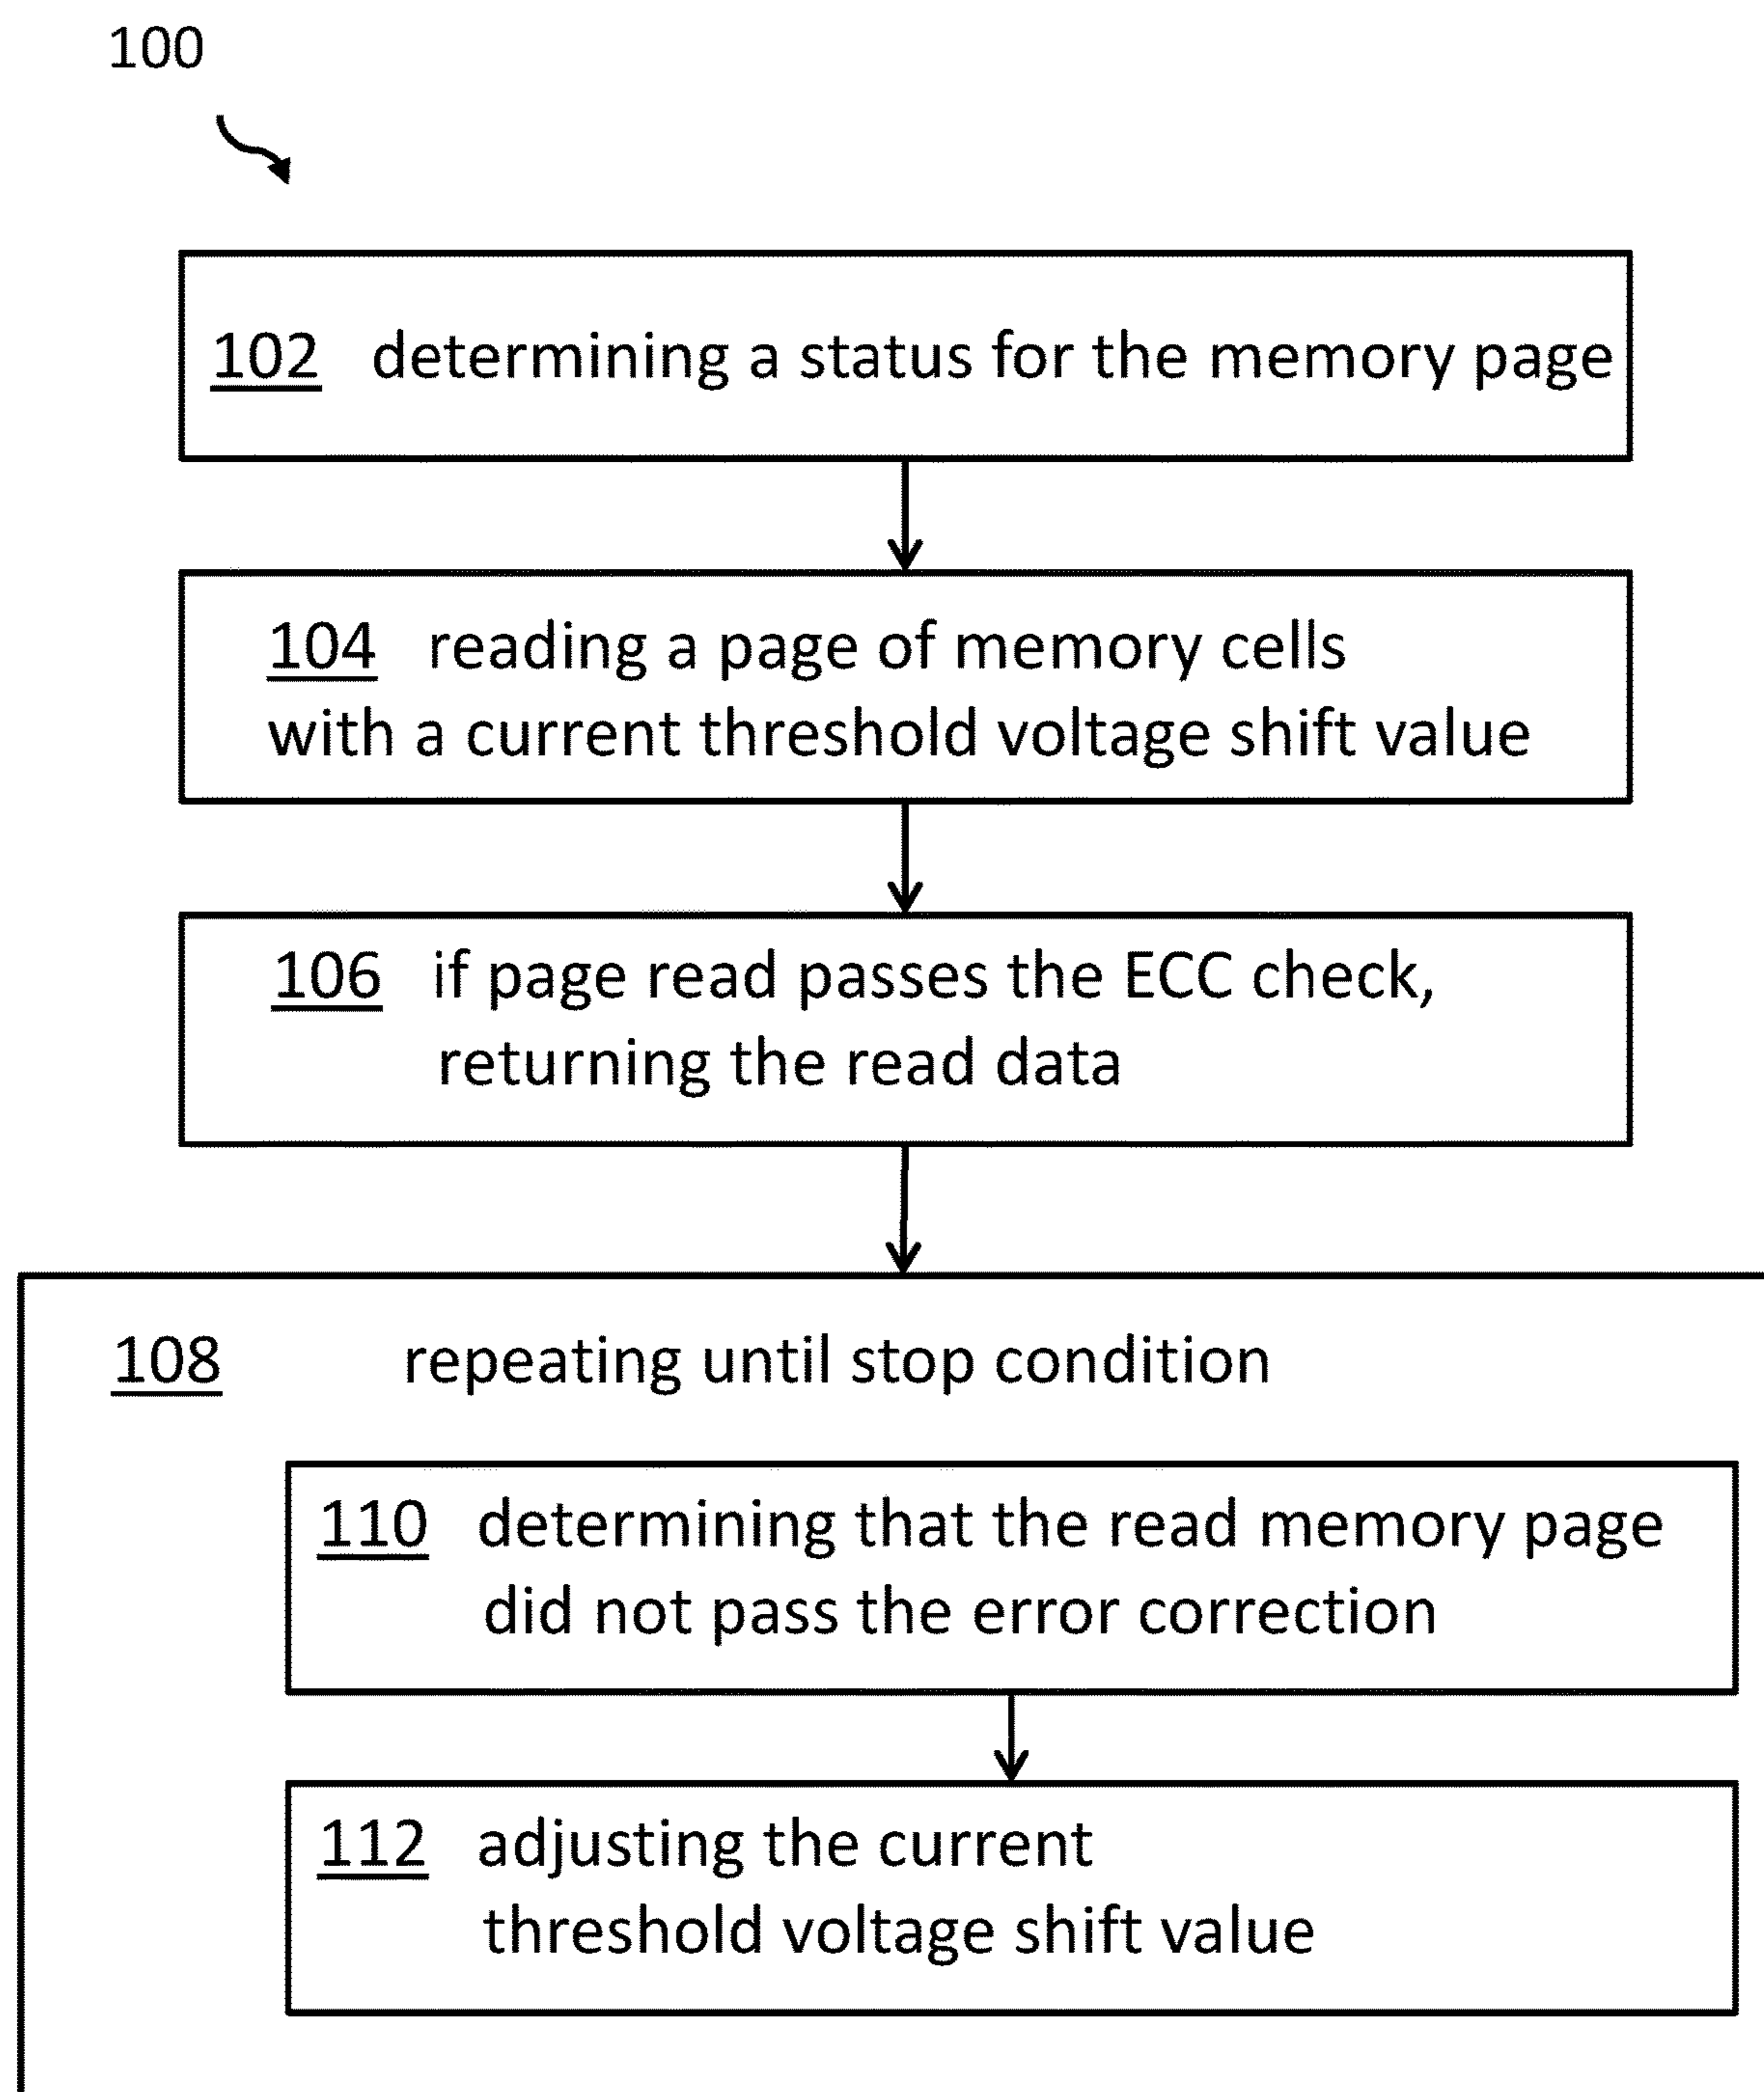 100
102 determining a status for the memory page
104 reading a page of memory cells
with a current threshold voltage shift value
106 if page read passes the ECC check,
returning the read data
108 repeating until stop condition
110 determining that the read memory page
did not pass the error correction
112 adjusting the current
threshold voltage shift value